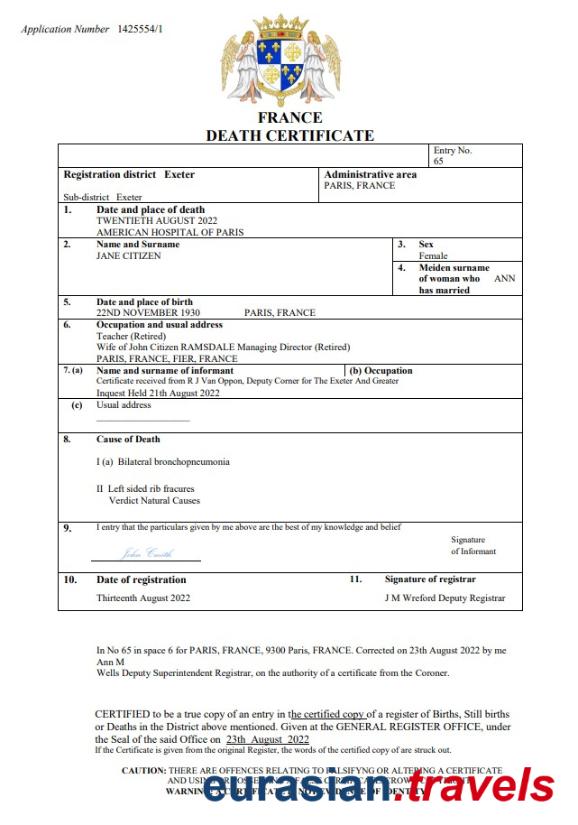 Application Number 1425554/1
FRANCE
DEATH CERTIFICATE
Entry No.
65
Registration district Exeter
Administrative area
PARIS, FRANCE
Sub-district Exeter
1. Date and place of death
TWENTIETH AUGUST 2022
AMERICAN HOSPITAL OF PARIS
2. Name and Surname
JANE CITIZEN
3. Sex
Female
4. Meiden surname
of woman who ANN
has married
5. Date and place of birth
22ND NOVEMBER 1930 PARIS, FRANCE
6. Occupation and usual address
Teacher (Retired)
Wife of John Citizen RAMSDALE Managing Director (Retired)
PARIS, FRANCE, FIER, FRANCE
7. (a) Name and surname of informant (b) Occupation
Certificate received from R J Van Oppon, Deputy Corner for The Exeter And Greater
Inquest Held 21th August 2022
(c) Usual address
8. Cause of Death
I (a) Bilateral bronchopneumonia
II Left sided rib fracures
Verdict Natural Causes
9. I entry that the particulars given by me above are the best of my knowledge and belief
John Cmith
Signature
of Informant
10. Date of registration
Thirteenth August 2022
11. Signature of registrar
J M Wreford Deputy Registrar
In No 65 in space 6 for PARIS, FRANCE, 9300 Paris, FRANCE. Corrected on 23th August 2022 by me
Ann M
Wells Deputy Superintendent Registrar, on the authority of a certificate from the Coroner.
CERTIFIED to be a true copy of an entry in the certified copy of a register of Births, Still births
or Deaths in the District above mentioned. Given at the GENERAL REGISTER OFFICE, under
the Seal of the said Office on 23th August 2022
If the Certificate is given from the original Register, the words of the certified copy of are struck out.
CAUTION: THERE ARE OFFENCES RELATING TO FALSIFYNG OR ALTERING A CERTIFICATE
AND USING
WARNING: A CERTIFICATE IS NOT EVIDENCE OF IDENTITY
eurasian.travels